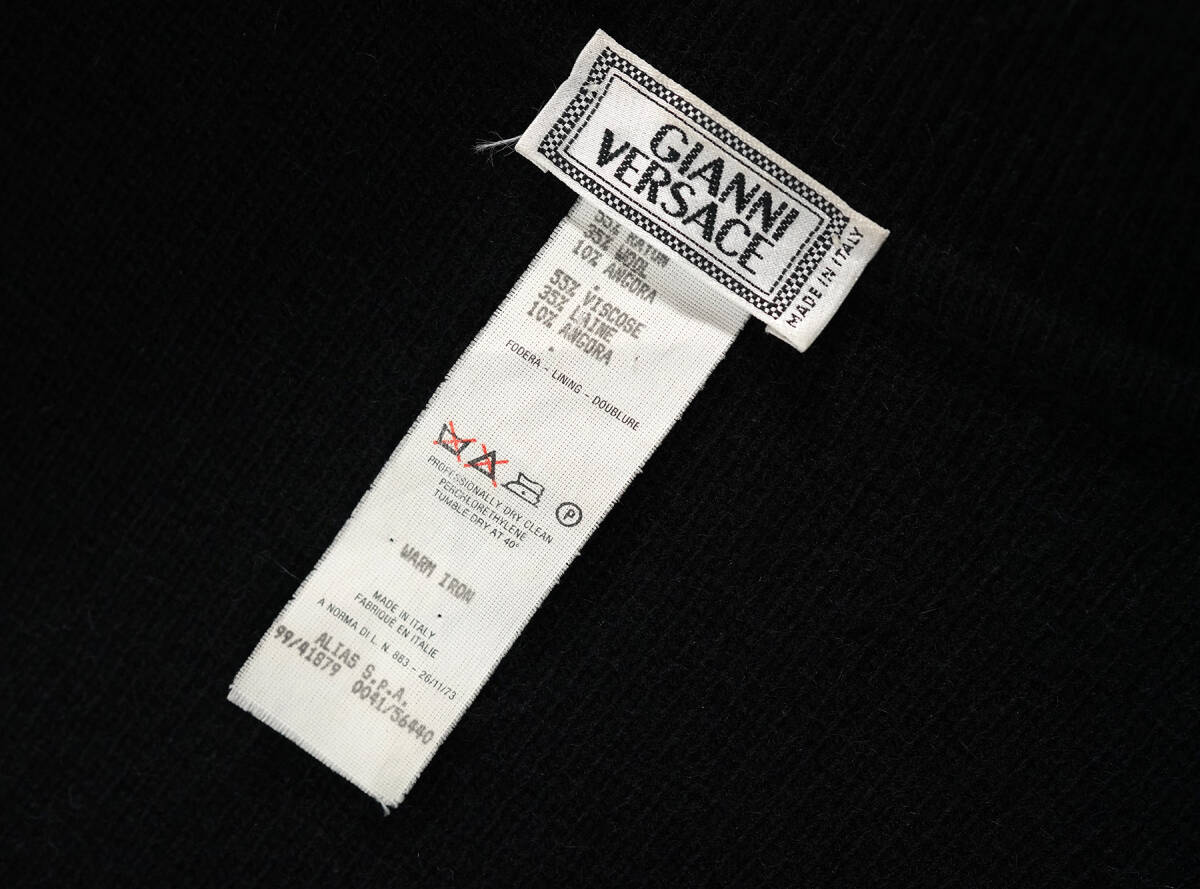 GIANNI
VERSACE
MADE IN ITALY
55% RAYON
35% WOOL
10% ANGORA
55% VISCOSE
35% LAINE
10% ANGORA
FODERA - LINING - DOUBLURE
P
PROFESSIONALLY DRY CLEAN
PERCHLORETHYLENE
TUMBLE DRY AT 40°
WARM IRON
MADE IN ITALY
FABRIQUÉ EN ITALIE
A NORMA DI L. N. 883 - 26/11/73
ALIAS S.P.A.
99/41879 0041/56440